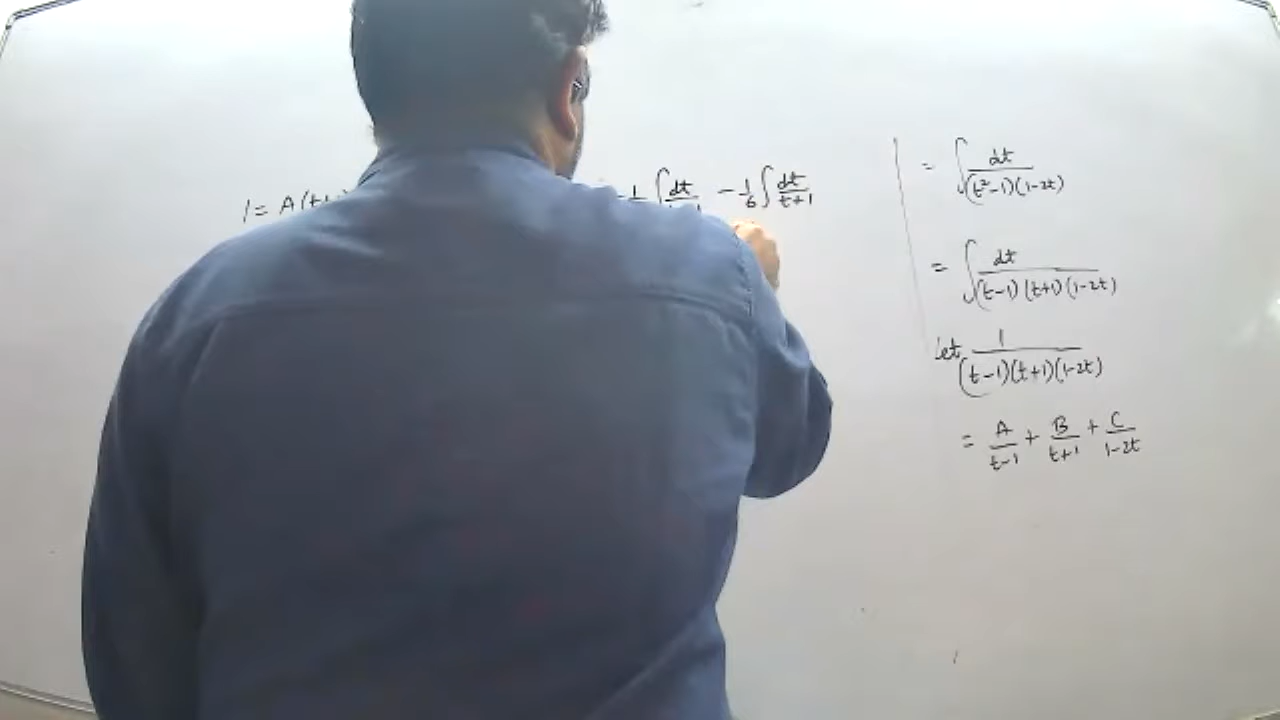 1 = A(t+
∫ dt - 1/6 ∫ dt/(t+1)
= ∫ dt/((t²-1)(1-2t))
= ∫ dt/((t-1)(t+1)(1-2t))
Let 1/((t-1)(t+1)(1-2t))
= A/(t-1) + B/(t+1) + C/(1-2t)